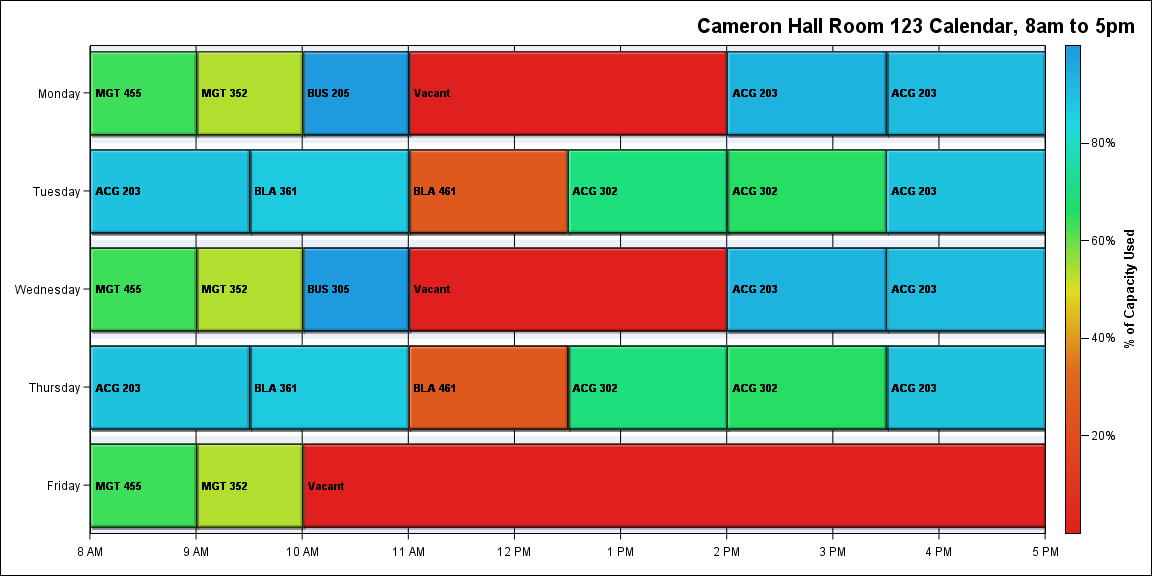 Cameron Hall Room 123 Calendar, 8am to 5pm
Monday
MGT 455
MGT 352
BUS 205
Vacant
ACG 203
ACG 203
Tuesday
ACG 203
BLA 361
BLA 461
ACG 302
ACG 302
ACG 203
Wednesday
MGT 455
MGT 352
BUS 305
Vacant
ACG 203
ACG 203
Thursday
ACG 203
BLA 361
BLA 461
ACG 302
ACG 302
ACG 203
Friday
MGT 455
MGT 352
Vacant
8 AM
9 AM
10 AM
11 AM
12 PM
1 PM
2 PM
3 PM
4 PM
5 PM
80%
60%
40%
20%
% of Capacity Used